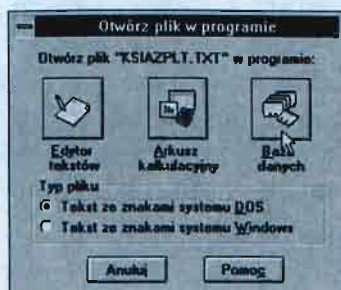 Otwórz plik w programie
Otwórz plik "KSIAZPLT.TXT" w programie:
Edytor tekstów
Arkusz kalkulacyjny
Baza danych
Typ pliku
Tekst ze znakami systemu DOS
Tekst ze znakami systemu Windows
Anuluj
Pomoc